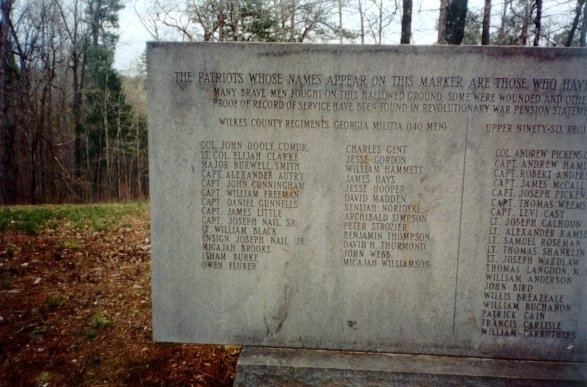 THE PATRIOTS WHOSE NAMES APPEAR ON THIS MARKER ARE THOSE WHO HAV
MANY BRAVE MEN FOUGHT ON THIS HALLOWED GROUND, SOME WERE WOUNDED AND OTH
PROOF OF RECORD OF SERVICE HAVE BEEN FOUND IN REVOLUTIONARY WAR PENSION STATEM
WILKES COUNTY REGIMENTS, GEORGIA MILITIA (140 MEN)
COL. JOHN DOOLY, COMDR.
LT. COL. ELIJAH CLARKE
MAJOR BURWELL SMITH
CAPT. ALEXANDER AUTRY
CAPT. JOHN CUNNINGHAM
CAPT. WILLIAM FREEMAN
CAPT. DANIEL GUNNELLS
CAPT. JAMES LITTLE
CAPT. JOSEPH NAIL SR.
LT. WILLIAM BLACK
ENSIGN JOSEPH NAIL, JR.
MICAJAH BROOKS
ISHAM BURKE
OWEN FLUKER
CHARLES GENT
JESSE GORDON
WILLIAM HAMMETT
JAMES HAYS
JESSE HOOPER
DAVID MADDEN
BENIJAH NORIDYKE
ARCHIBALD SIMPSON
PETER STROZIER
BENJAMIN THOMPSON
DAVID H. THURMOND
JOHN WEBB
MICAJAH WILLIAMSON
UPPER NINETY-SIX REG
COL. ANDREW PICKENS
CAPT. ANDREW HAM
CAPT. ROBERT ANDER
CAPT. JAMES McCAL
CAPT. JOSEPH PICKEN
CAPT. THOMAS WEEM
CAPT. LEVI CASY
LT. JOSEPH CALHOUN
LT. ALEXANDER RAMS
LT. SAMUEL ROSEMAN
LT. THOMAS SHANKLIN
LT. JOSEPH WARDLAW
THOMAS LANGDON, M.
WILLIAM ANDERSON
JOHN BIRD
WILLIS BREAZEALE
WILLIAM BUCHANON
PATRICK CAIN
FRANCIS CARLISLE
WILLIAM CARRUTHERS